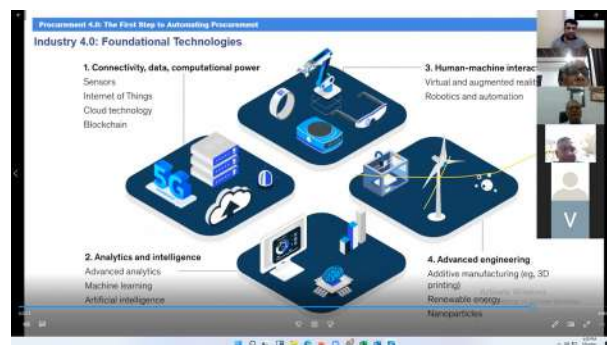 Procurement 4.0: The First Step to Automating Procurement
Industry 4.0: Foundational Technologies
1. Connectivity, data, computational power
Sensors
Internet of Things
Cloud technology
Blockchain
3. Human-machine interac
Virtual and augmented realit
Robotics and automation
5G
2. Analytics and intelligence
Advanced analytics
Machine learning
Artificial intelligence
4. Advanced engineering
Additive manufacturing (eg, 3D
printing)
Renewable energy
Nanoparticles
V